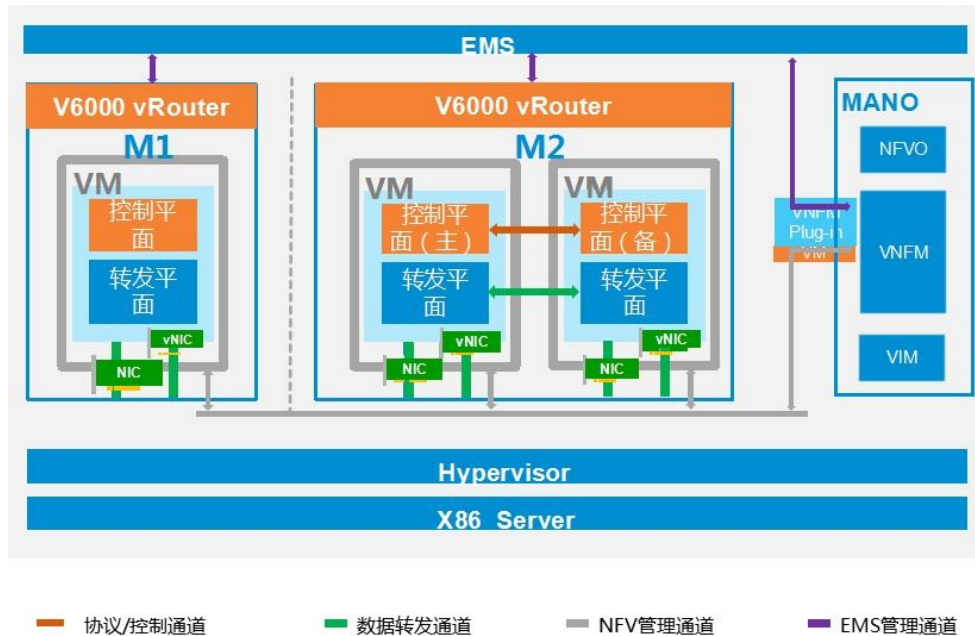 EMS
V6000 vRouter
M1
VM
控制平
面
转发平
面
vNIC
NIC
V6000 vRouter
M2
VM
控制平
面（主）
转发平
面
vNIC
NIC
VM
控制平
面（备）
转发平
面
vNIC
NIC
VNFM
Plug-in
VM
MANO
NFVO
VNFM
VIM
Hypervisor
X86 Server
协议/控制通道
数据转发通道
NFV管理通道
EMS管理通道